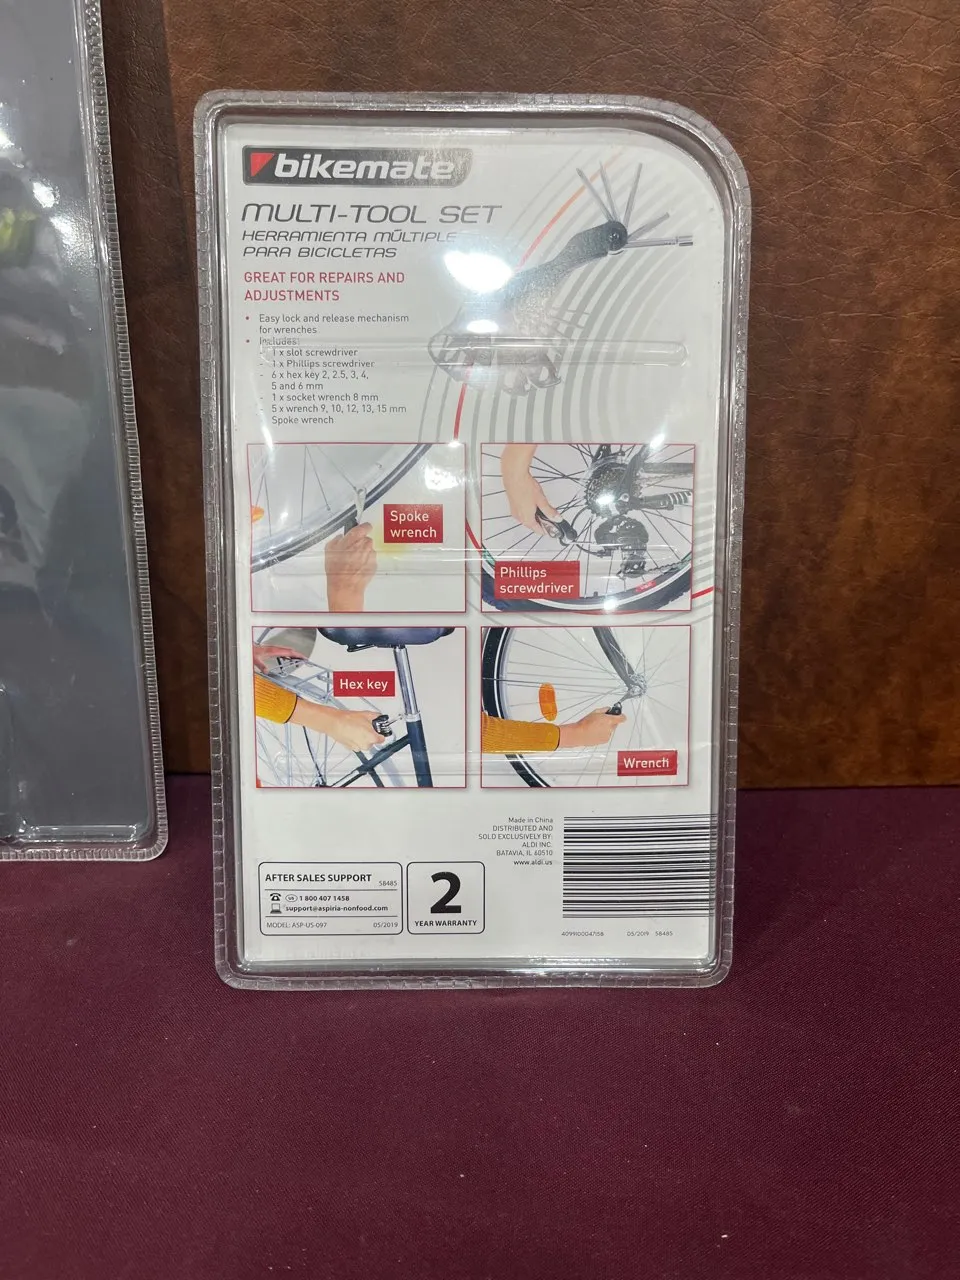 bikemate
MULTI-TOOL SET
HERRAMIENTA MÚLTIPLE
PARA BICICLETAS
GREAT FOR REPAIRS AND
ADJUSTMENTS
• Easy lock and release mechanism
for wrenches
• Includes:
- 1 x slot screwdriver
- 1 x Phillips screwdriver
- 6 x hex key 2, 2.5, 3, 4,
5 and 6 mm
- 1 x socket wrench 8 mm
- 5 x wrench 9, 10, 12, 13, 15 mm
Spoke wrench
Spoke
wrench
Phillips
screwdriver
Hex key
Wrench
Made in China
DISTRIBUTED AND
SOLD EXCLUSIVELY BY:
ALDI INC.
BATAVIA, IL 60510
www.aldi.us
AFTER SALES SUPPORT
58485
US 1 800 407 1458
support@aspiria-nonfood.com
MODEL: ASP-US-097 05/2019
2
YEAR WARRANTY
4099100047158 05/2019 58485